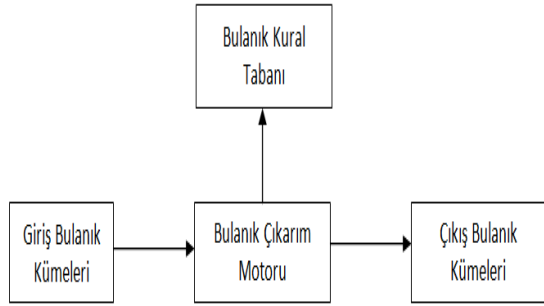 Bulanık Kural
Tabanı
Giriş Bulanık
Kümeleri
Bulanık Çıkarım
Motoru
Çıkış Bulanık
Kümeleri